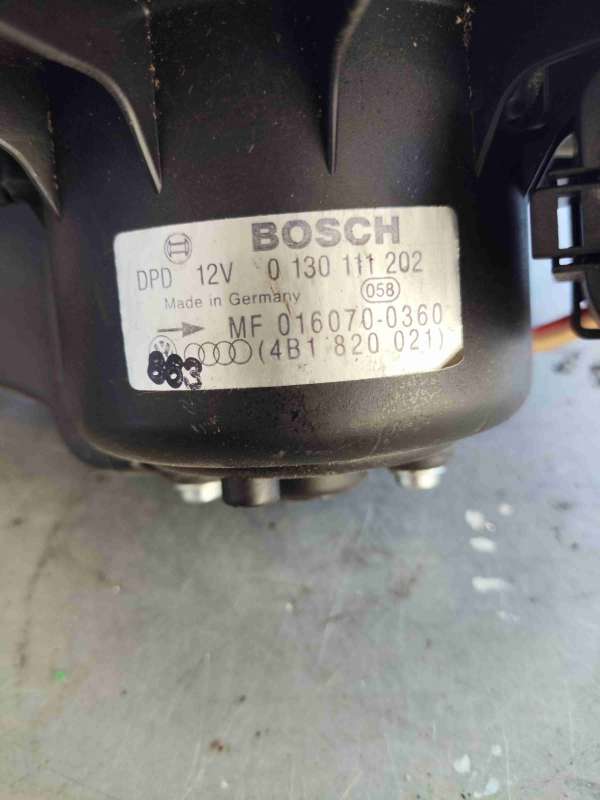 BOSCH
DPD 12V 0 130 111 202
Made in Germany 058
MF 016070-0360
(4B1 820 021)
863